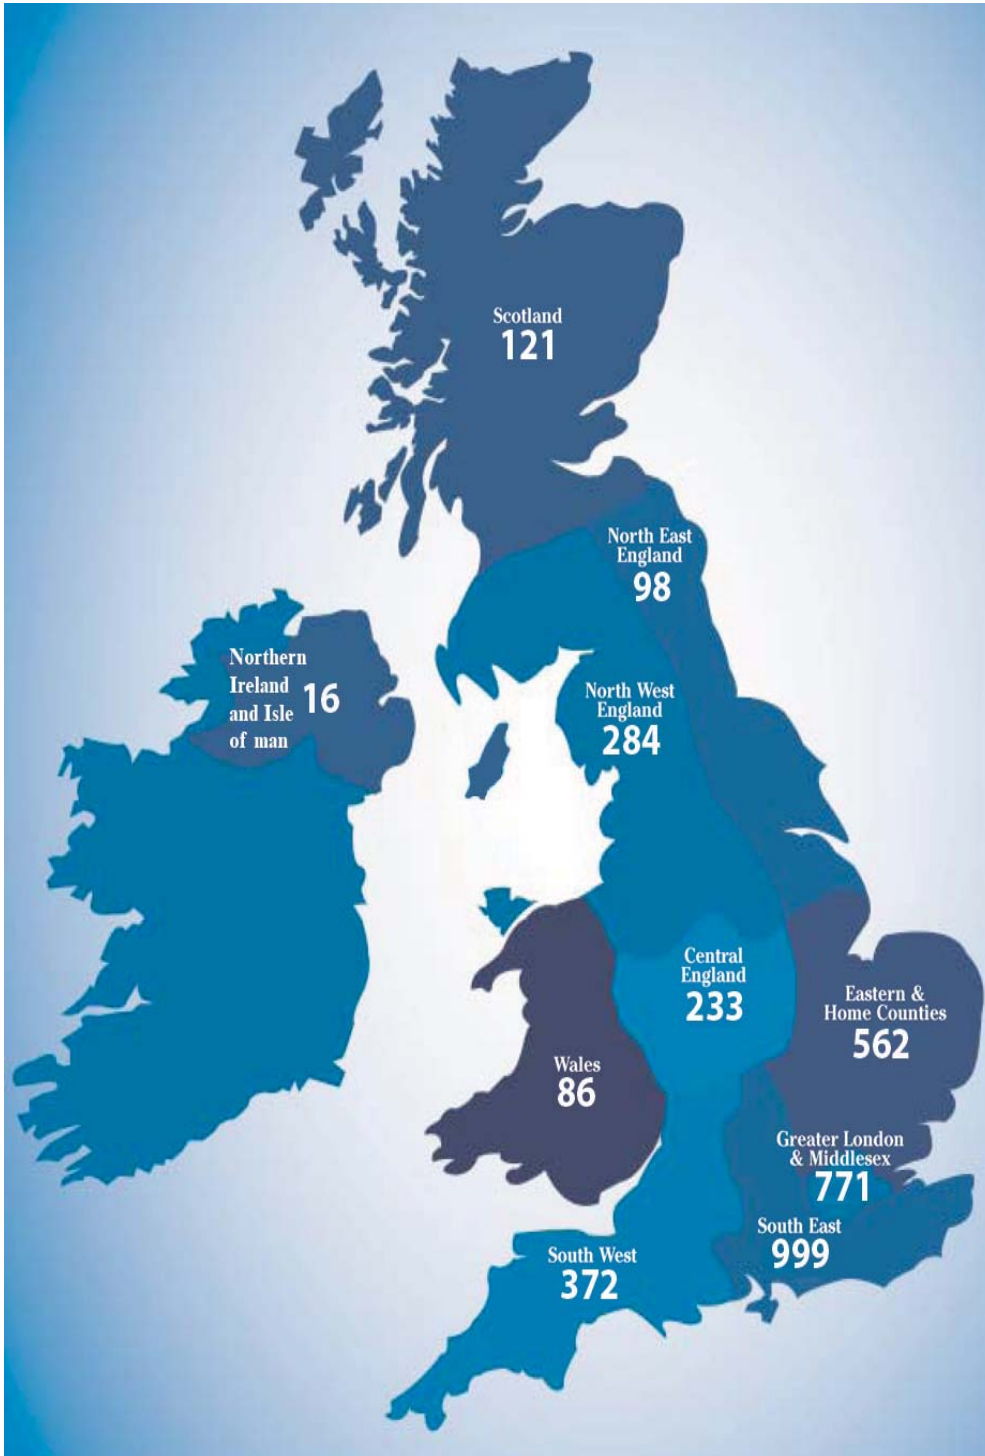 Scotland
121
North East
England
98
Northern
Ireland
and Isle
of man
16
North West
England
284
Central
England
233
Eastern &
Home Counties
562
Wales
86
Greater London
& Middlesex
771
South East
999
South West
372